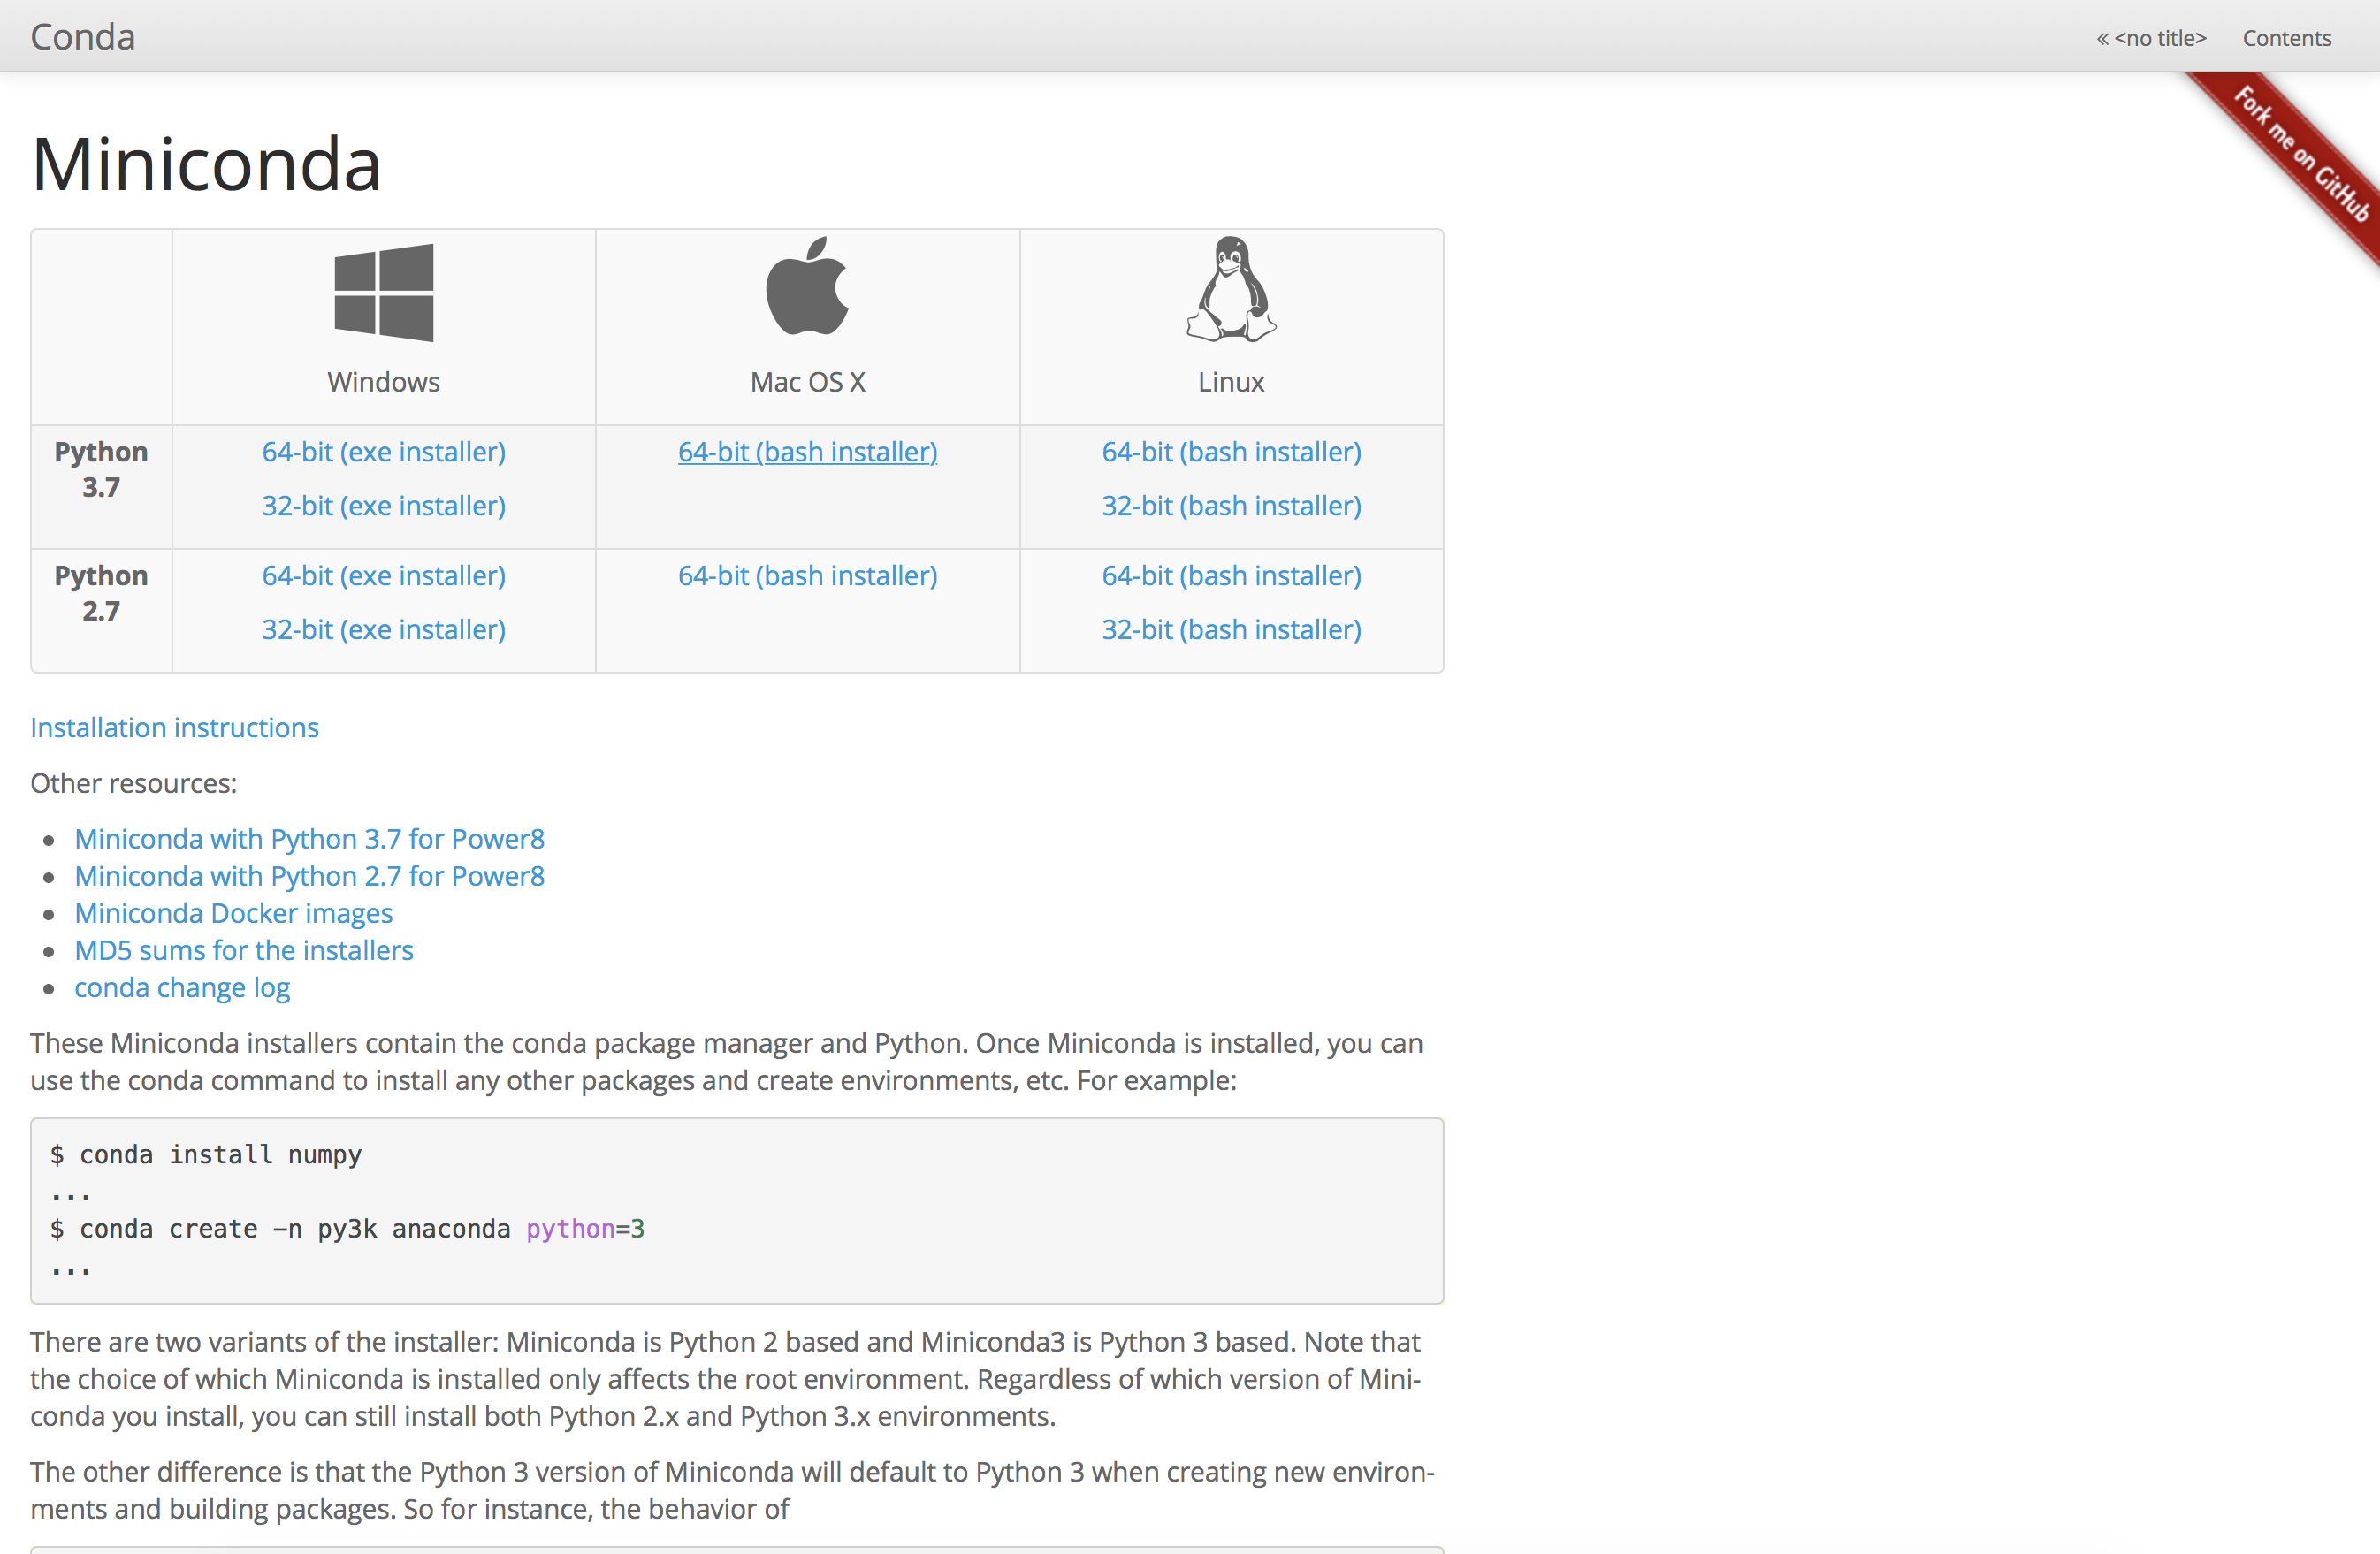 Conda
« <no title>
Contents
Fork me on GitHub
Miniconda
Windows
Mac OS X
Linux
Python
3.7
64-bit (exe installer)
32-bit (exe installer)
64-bit (bash installer)
64-bit (bash installer)
32-bit (bash installer)
Python
2.7
64-bit (exe installer)
32-bit (exe installer)
64-bit (bash installer)
64-bit (bash installer)
32-bit (bash installer)
Installation instructions
Other resources:
Miniconda with Python 3.7 for Power8
Miniconda with Python 2.7 for Power8
Miniconda Docker images
MD5 sums for the installers
conda change log
These Miniconda installers contain the conda package manager and Python. Once Miniconda is installed, you can
use the conda command to install any other packages and create environments, etc. For example:
$ conda install numpy
...
$ conda create -n py3k anaconda python=3
...
There are two variants of the installer: Miniconda is Python 2 based and Miniconda3 is Python 3 based. Note that
the choice of which Miniconda is installed only affects the root environment. Regardless of which version of Mini-
conda you install, you can still install both Python 2.x and Python 3.x environments.
The other difference is that the Python 3 version of Miniconda will default to Python 3 when creating new environ-
ments and building packages. So for instance, the behavior of